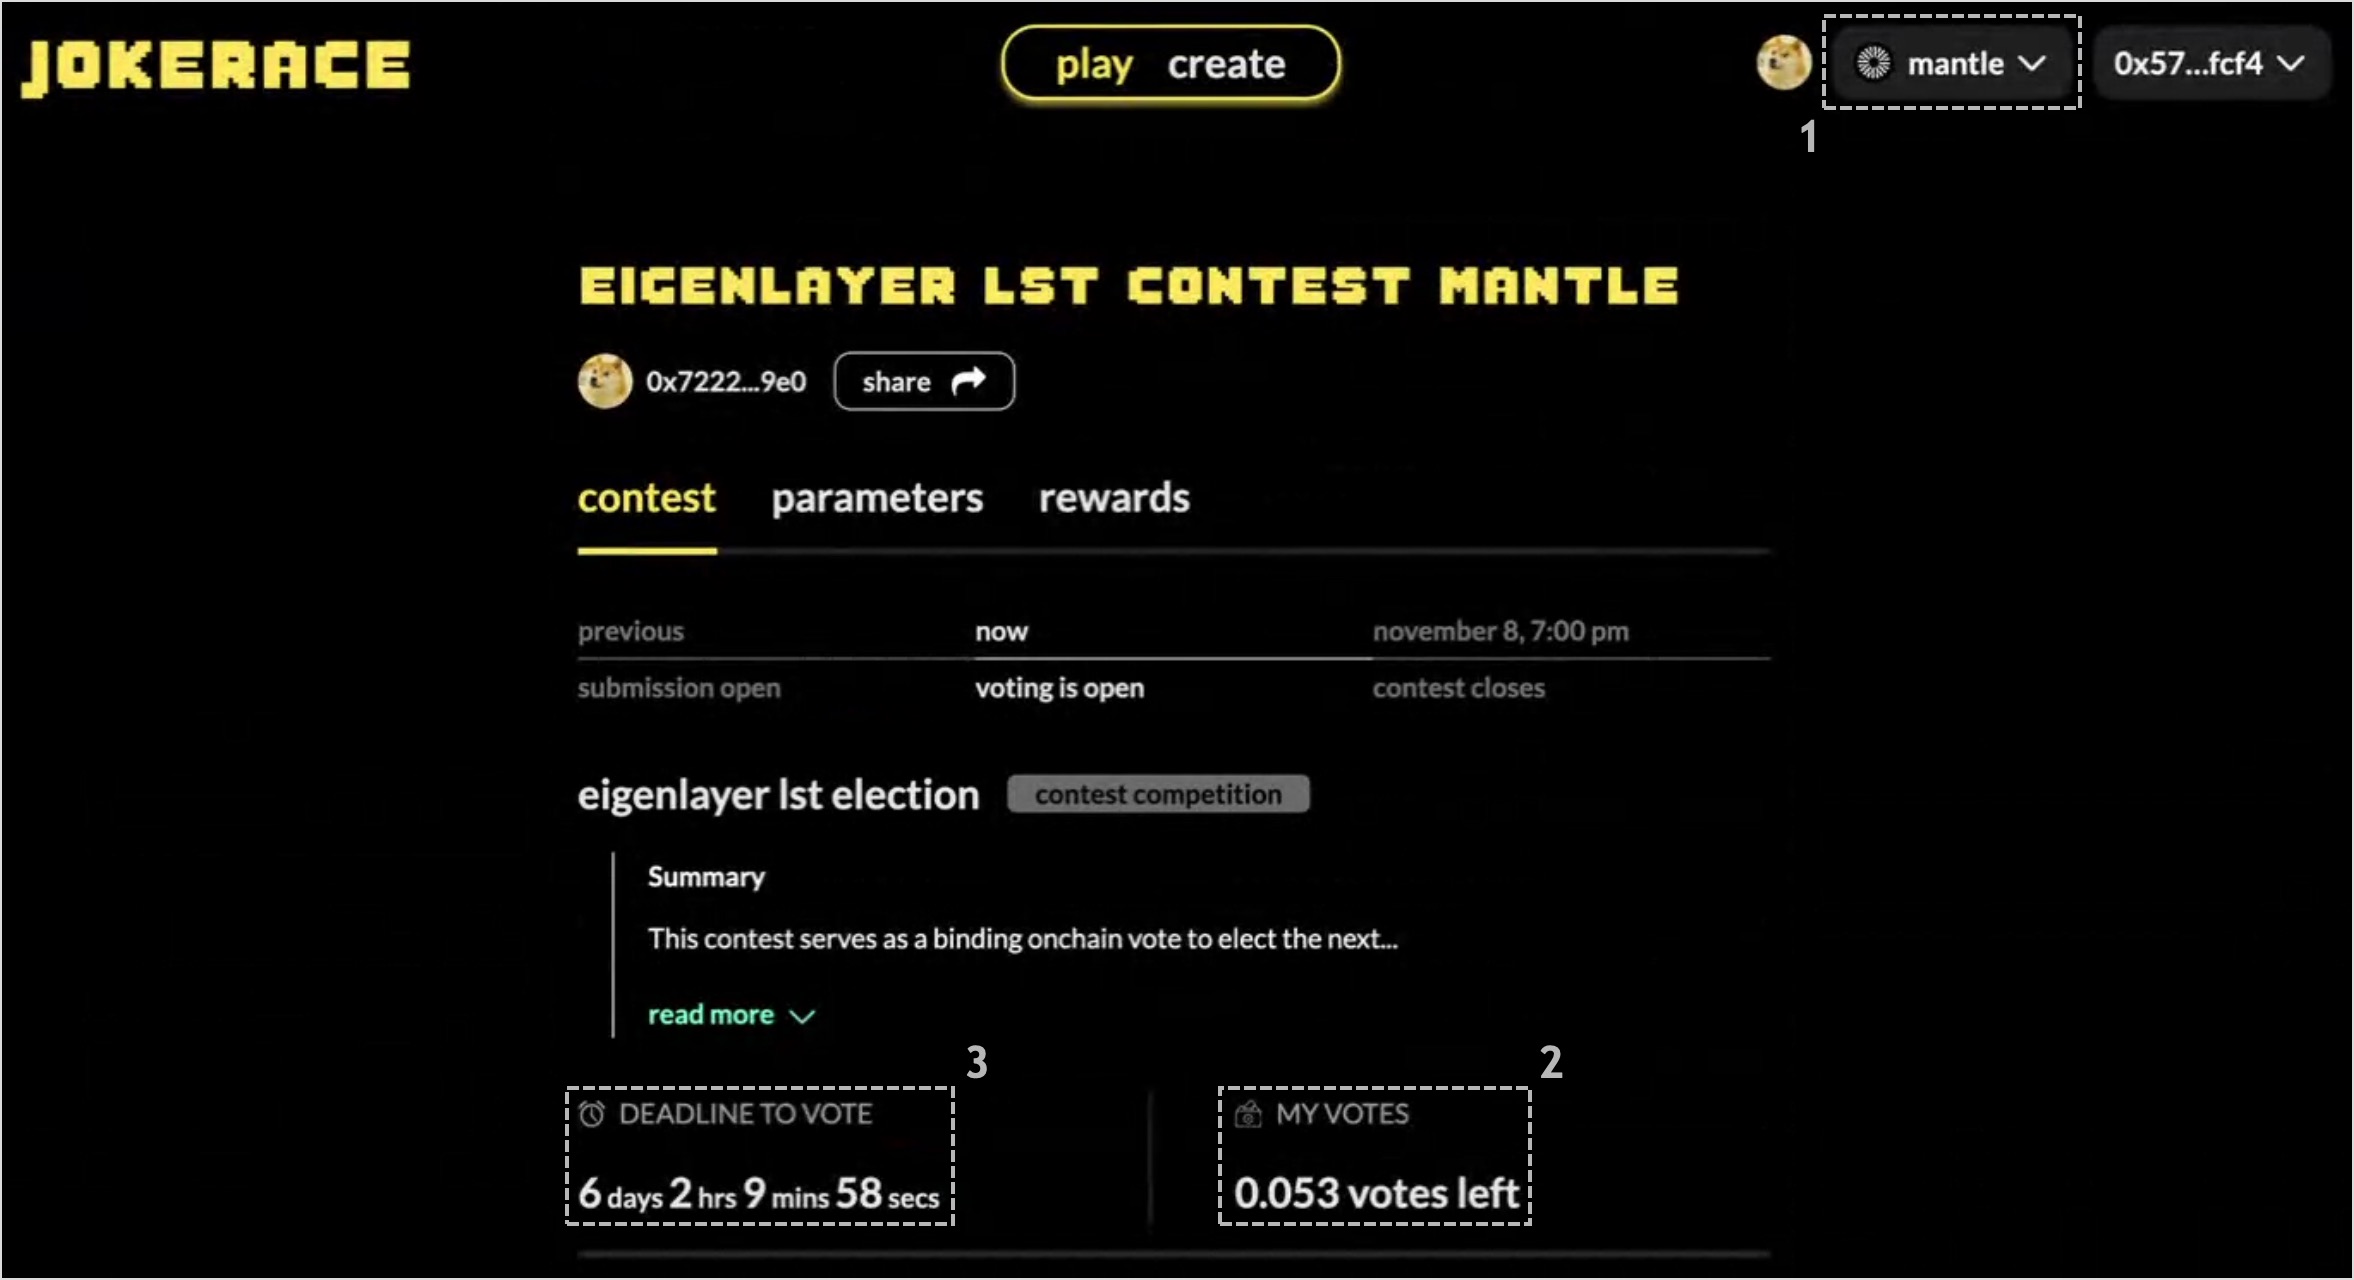 JOKERACE
play create
mantle
0x57...fcf4
1
EIGENLAYER LST CONTEST MANTLE
0x7222...9e0
share
contest parameters rewards
previous now november 8, 7:00 pm
submission open voting is open contest closes
eigenlayer lst election contest competition
Summary
This contest serves as a binding onchain vote to elect the next...
read more
3
2
DEADLINE TO VOTE MY VOTES
6 days 2 hrs 9 mins 58 secs 0.053 votes left